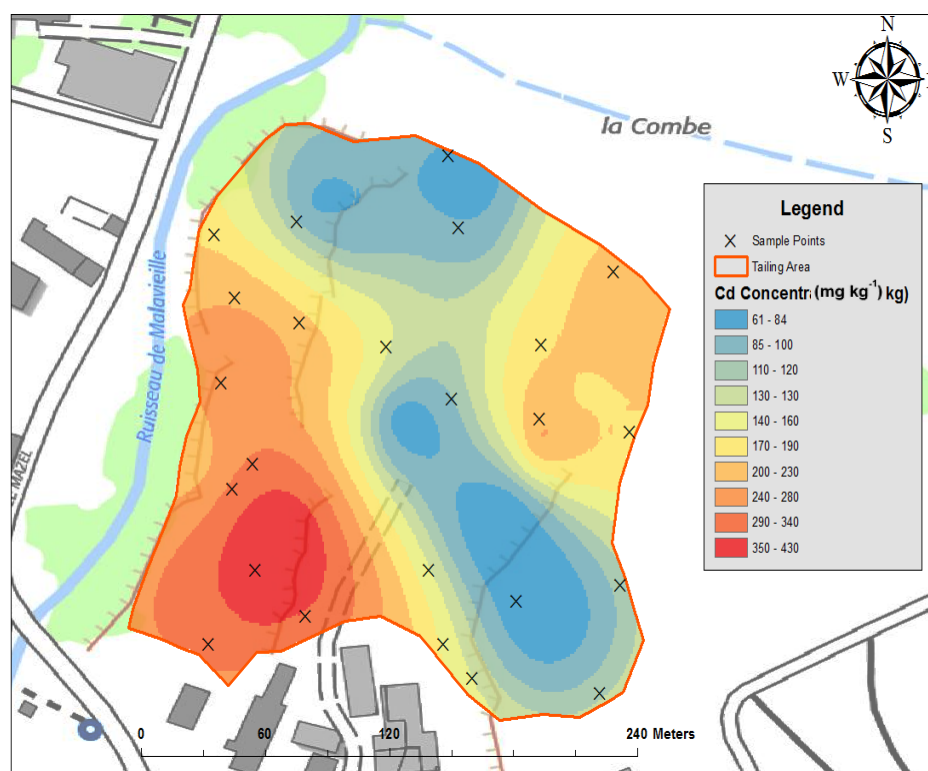 N
W
S
la Combe
Ruisseau de Malavieille
MAZEL
Legend
Sample Points
Tailing Area
Cd Concentr (mg kg⁻¹) kg)
61 - 84
85 - 100
110 - 120
130 - 130
140 - 160
170 - 190
200 - 230
240 - 280
290 - 340
350 - 430
0 60 120 240 Meters